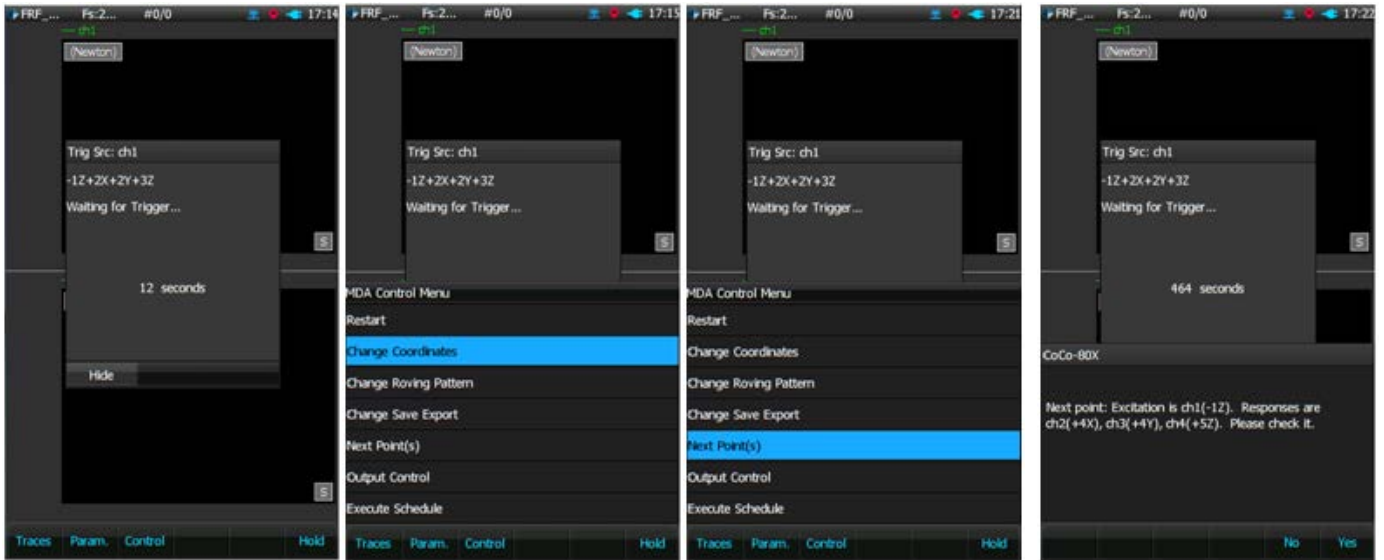 FRF_... Fs:2... #0/0 17:14
ch1
(Newton)
Trig Src: ch1
-1Z+2X+2Y+3Z
Waiting for Trigger...
S
12 seconds
Hide
S
Traces Param. Control Hold
FRF_... Fs:2... #0/0 17:15
ch1
(Newton)
Trig Src: ch1
-1Z+2X+2Y+3Z
Waiting for Trigger...
S
MDA Control Menu
Restart
Change Coordinates
Change Roving Pattern
Change Save Export
Next Point(s)
Output Control
Execute Schedule
Traces Param. Control Hold
FRF_... Fs:2... #0/0 17:21
ch1
(Newton)
Trig Src: ch1
-1Z+2X+2Y+3Z
Waiting for Trigger...
S
MDA Control Menu
Restart
Change Coordinates
Change Roving Pattern
Change Save Export
Next Point(s)
Output Control
Execute Schedule
Traces Param. Control Hold
FRF_... Fs:2... #0/0 17:22
ch1
(Newton)
Trig Src: ch1
-1Z+2X+2Y+3Z
Waiting for Trigger...
S
464 seconds
CoCo-80X
Next point: Excitation is ch1(-1Z). Responses are
ch2(+4X), ch3(+4Y), ch4(+5Z). Please check it.
No Yes